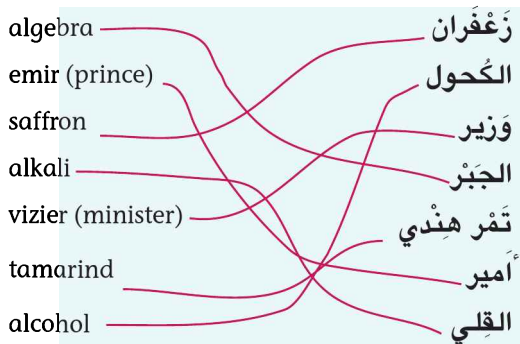 algebra
emir (prince)
saffron
alkali
vizier (minister)
tamarind
alcohol
زَعْفَران
الكُحول
وَزير
الجَبْر
تَمْر هِنْدي
أَمير
القِلي